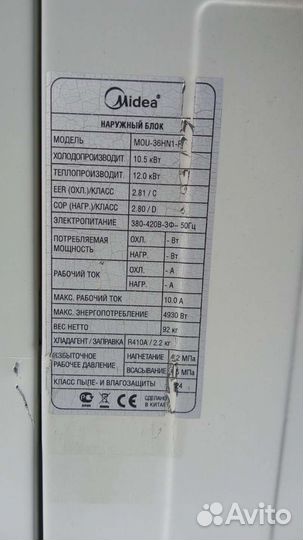 Midea
НАРУЖНЫЙ БЛОК
МОДЕЛЬ MOU-36HN1-R
ХОЛОДОПРОИЗВОДИТ 10.5 кВт
ТЕПЛОПРОИЗВОДИТ 12.0 кВт
EER (ОХЛ.)/КЛАСС 2.81 / C
COP (НАГР.)/КЛАСС 2.80 / D
ЭЛЕКТРОПИТАНИЕ 380-420В-3Ф~ 50Гц
ПОТРЕБЛЯЕМАЯ МОЩНОСТЬ ОХЛ. - Вт
НАГР. - Вт
РАБОЧИЙ ТОК ОХЛ. - А
НАГР. - А
МАКС. РАБОЧИЙ ТОК 10.0 А
МАКС. ЭНЕРГОПОТРЕБЛЕНИЕ 4930 Вт
ВЕС НЕТТО 92 кг
ХЛАДАГЕНТ / ЗАПРАВКА R410A / 2.2 кг
ИЗБЫТОЧНОЕ РАБОЧЕЕ ДАВЛЕНИЕ НАГНЕТАНИЕ 4.2 МПа
ВСАСЫВАНИЕ МПа
КЛАСС ПЫЛЕ- И ВЛАГОЗАЩИТЫ
СДЕЛАНО
В КИТАЕ
Avito